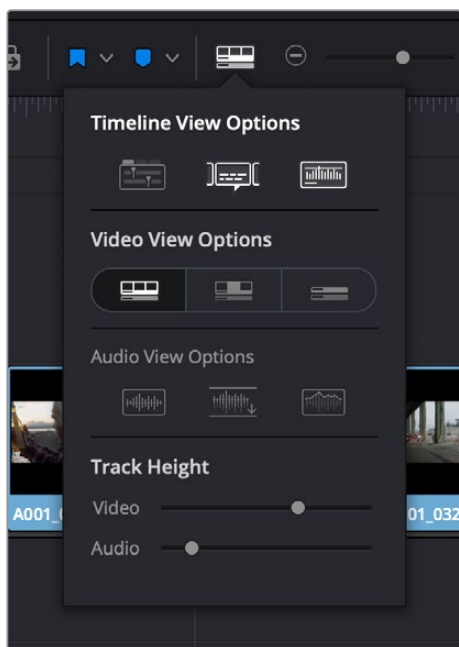 Timeline View Options
Video View Options
Audio View Options
Track Height
Video
Audio
A001_
01_032